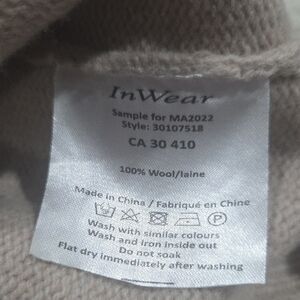 InWear
Sample for MA2022
Style: 30107518
CA 30 410
100% Wool/laine
Made in China / Fabriqué en Chine
Wash with similar colours
Wash and Iron inside out
Do not soak
Flat dry immediately after washing